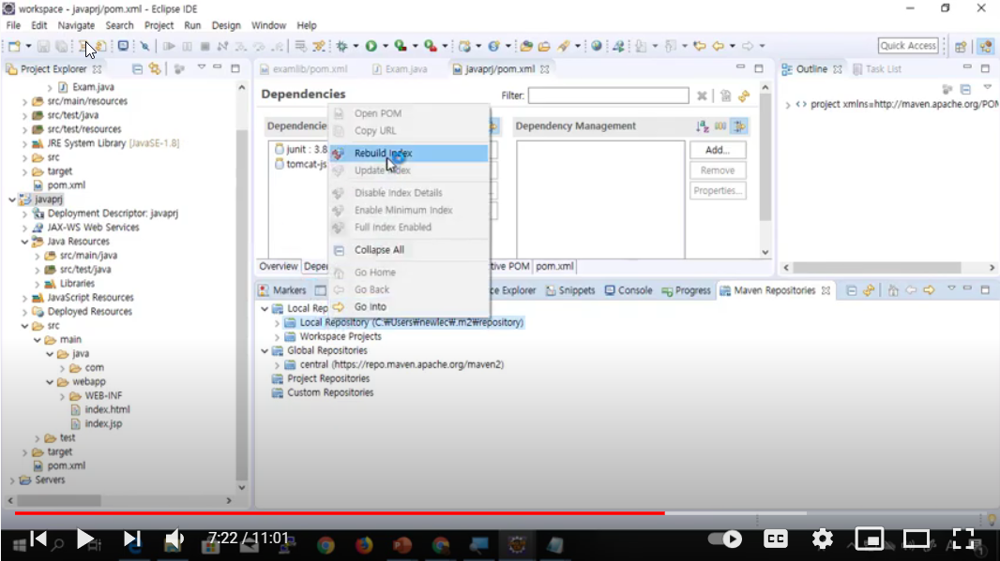 workspace - javaprj/pom.xml - Eclipse IDE
File Edit Navigate Search Project Run Design Window Help
Quick Access
Project Explorer
Exam.java
src/main/resources
src/test/java
src/test/resources
JRE System Library [JavaSE-1.8]
src
target
pom.xml
javaprj
Deployment Descriptor: javaprj
JAX-WS Web Services
Java Resources
src/main/java
src/test/java
Libraries
JavaScript Resources
Deployed Resources
src
main
java
com
webapp
WEB-INF
index.html
index.jsp
test
target
pom.xml
Servers
examlib/pom.xml Exam.java javaprj/pom.xml
Dependencies
Filter:
Dependencie
junit : 3.8
tomcat-js
Dependency Management
Add...
Remove
Properties...
Overview Deper
tive POM pom.xml
Open POM
Copy URL
Rebuild Index
Update Index
Disable Index Details
Enable Minimum Index
Full Index Enabled
Collapse All
Go Home
Go Back
Go Into
Outline Task List
project xmlns=http://maven.apache.org/POM
Markers
ce Explorer Snippets Console Progress Maven Repositories
Local Rep
Local Repository (C:₩Users₩newlec₩.m2₩repository)
Workspace Projects
Global Repositories
central (https://repo.maven.apache.org/maven2)
Project Repositories
Custom Repositories
7:22 / 11:01
CC